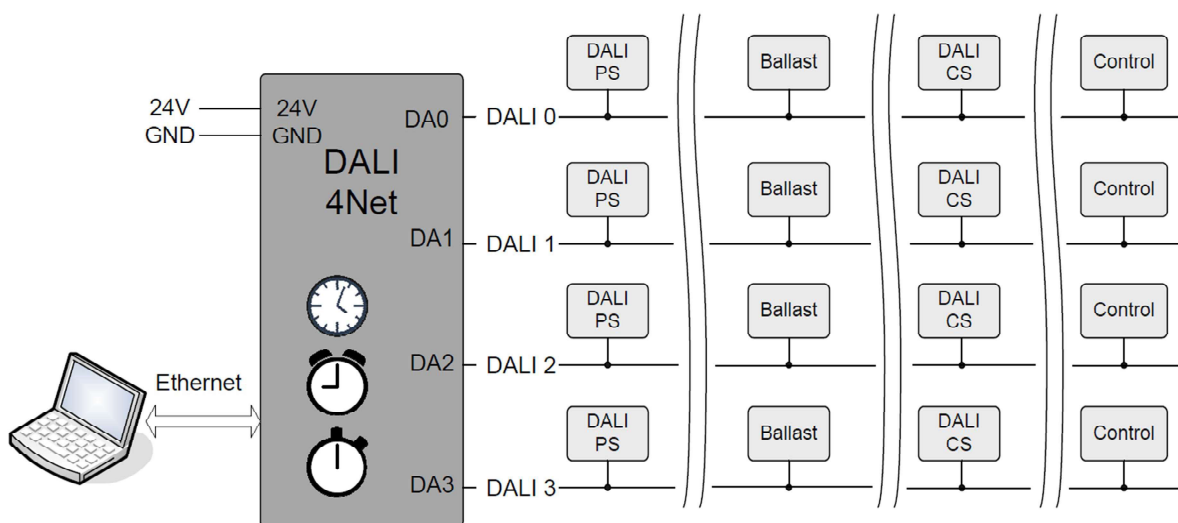 DALI
PS
Ballast
DALI
CS
Control
24V
24V
GND
GND
DA0
DALI 0
DALI
4Net
DALI
PS
Ballast
DALI
CS
Control
DA1
DALI 1
DALI
PS
Ballast
DALI
CS
Control
DA2
DALI 2
Ethernet
DALI
PS
Ballast
DALI
CS
Control
DA3
DALI 3